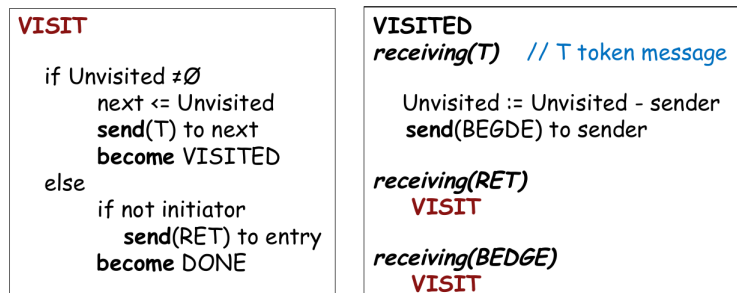 VISIT
if Unvisited ≠Ø
next <= Unvisited
send(T) to next
become VISITED
else
if not initiator
send(RET) to entry
become DONE
VISITED
receiving(T) // T token message
Unvisited := Unvisited - sender
send(BEGDE) to sender
receiving(RET)
VISIT
receiving(BEDGE)
VISIT